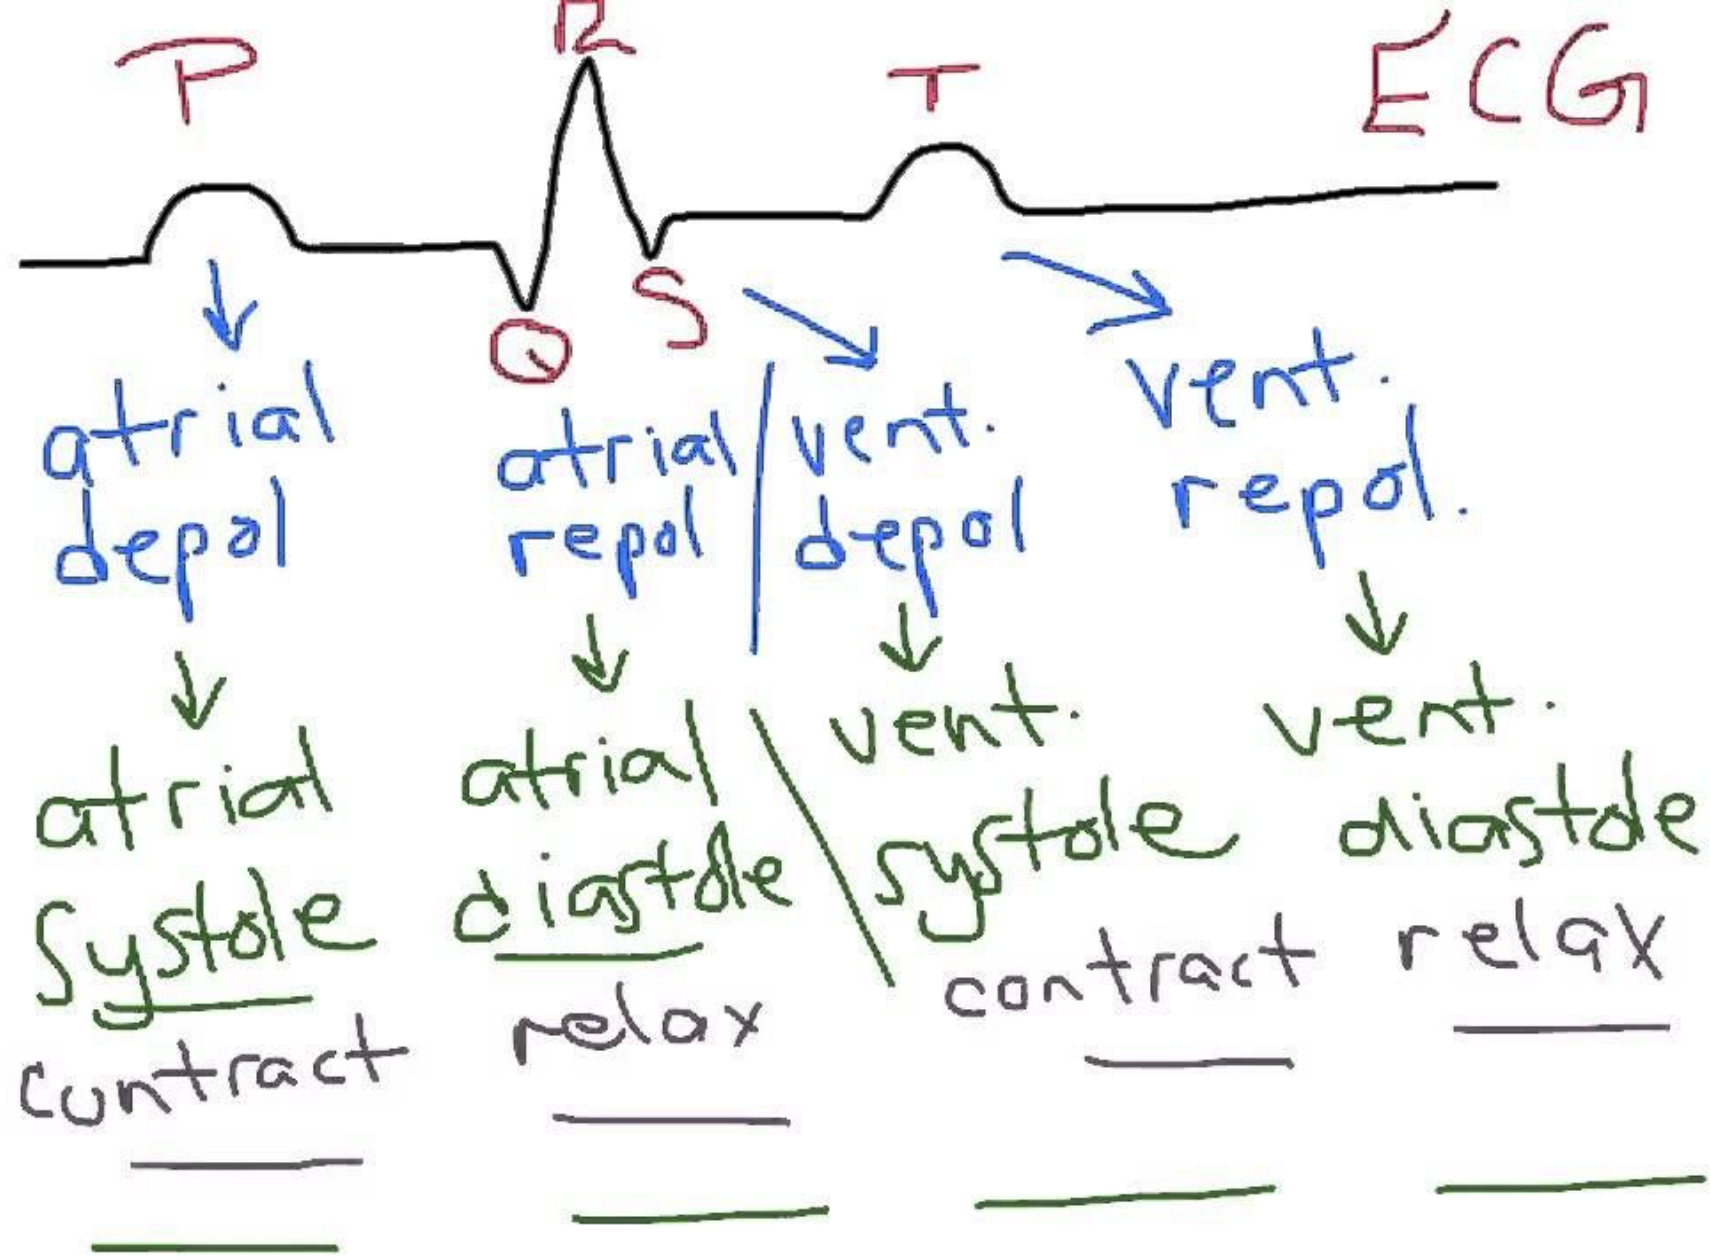 P
R
T
ECG
Q
S
atrial
depol
atrial / vent.
repol / depol
vent.
repol.
atrial
systole
contract
atrial
diastole
relax
vent.
systole
contract
vent.
diastole
relax